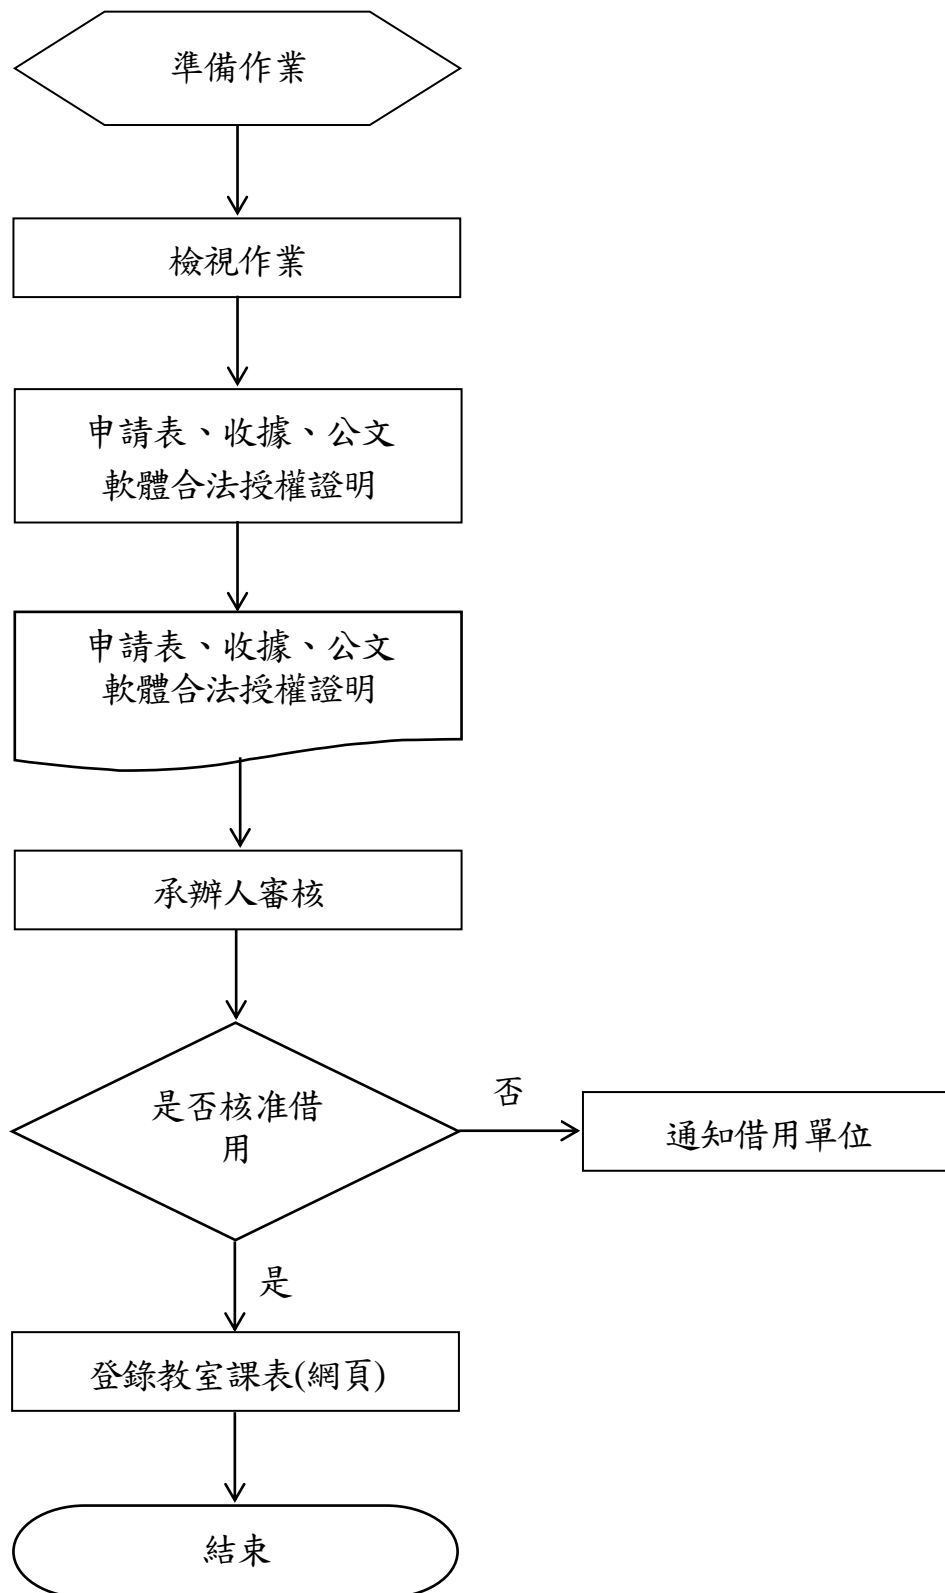 準備作業
檢視作業
申請表、收據、公文
軟體合法授權證明
申請表、收據、公文
軟體合法授權證明
承辦人審核
是否核准借
用
否
通知借用單位
是
登錄教室課表(網頁)
結束